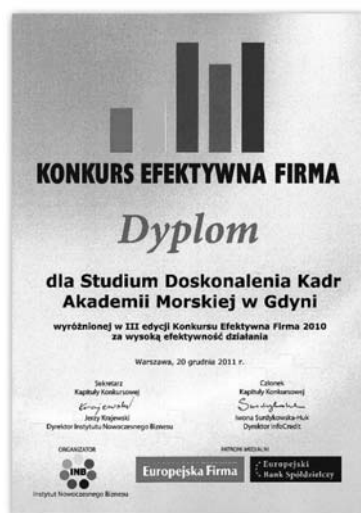 KONKURS EFEKTYWNA FIRMA
Dyplom
dla Studium Doskonalenia Kadr
Akademii Morskiej w Gdyni
wyróżnionej w III edycji Konkursu Efektywna Firma 2010
za wysoką efektywność działania
Warszawa, 20 grudnia 2011 r.
Sekretarz
Kapituły Konkursowej
Jerzy Krajewski
Dyrektor Instytutu Nowoczesnego Biznesu
Członek
Kapituły Konkursowej
Iwona Surdykowska-Huk
Dyrektor InfoCredit
ORGANIZATOR
INB
Instytut Nowoczesnego Biznesu
PATRONI MEDIALNI
Europejska Firma
Europejski
Bank Spółdzielczy